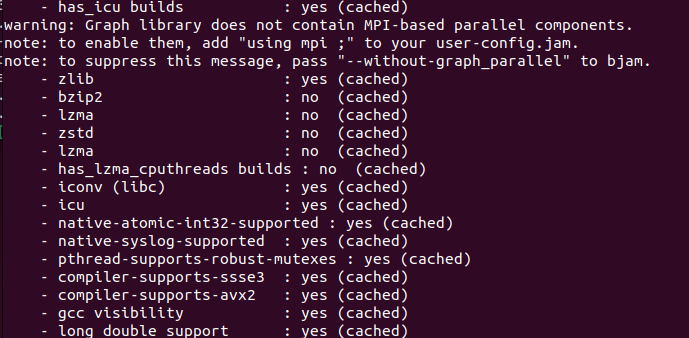 - has_icu builds : yes (cached)
warning: Graph library does not contain MPI-based parallel components.
note: to enable them, add "using mpi ;" to your user-config.jam.
note: to suppress this message, pass "--without-graph_parallel" to bjam.
- zlib : yes (cached)
- bzip2 : no (cached)
- lzma : no (cached)
- zstd : no (cached)
- lzma : no (cached)
- has_lzma_cputhreads builds : no (cached)
- iconv (libc) : yes (cached)
- icu : yes (cached)
- native-atomic-int32-supported : yes (cached)
- native-syslog-supported : yes (cached)
- pthread-supports-robust-mutexes : yes (cached)
- compiler-supports-ssse3 : yes (cached)
- compiler-supports-avx2 : yes (cached)
- gcc visibility : yes (cached)
- long double support : yes (cached)